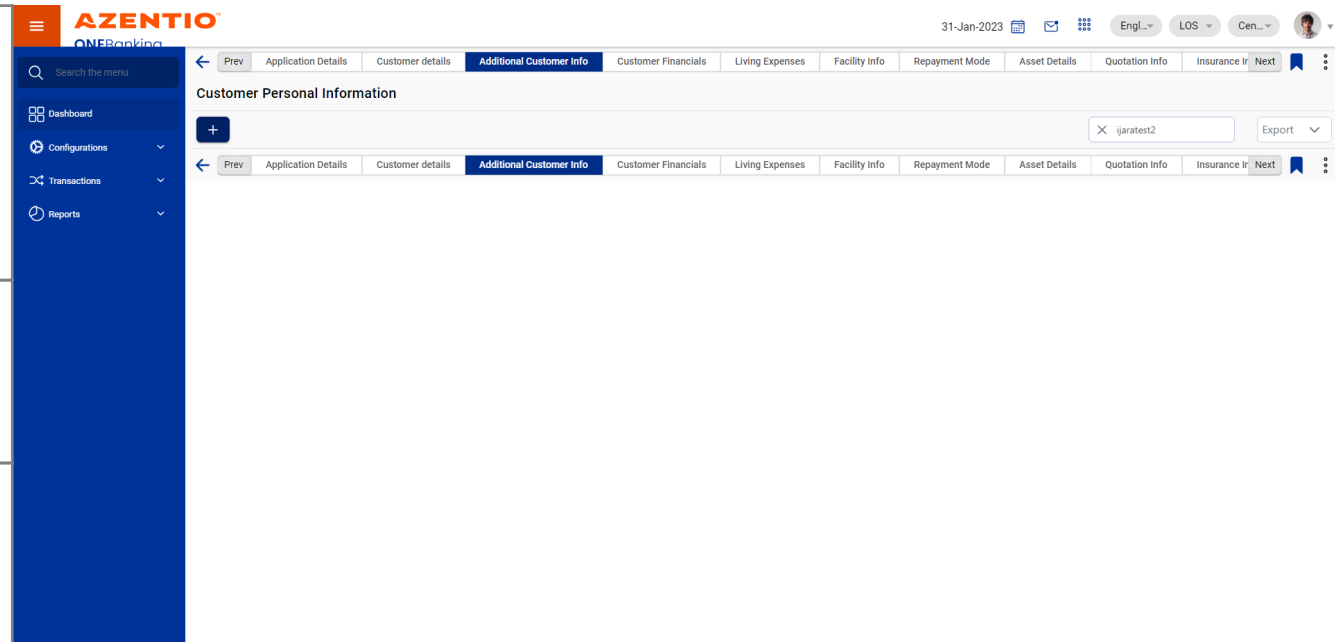 AZENTIO
ONEBanking
31-Jan-2023
Engl...
LOS
Cen...
Search the menu
Dashboard
Configurations
Transactions
Reports
Prev Application Details Customer details Additional Customer Info Customer Financials Living Expenses Facility Info Repayment Mode Asset Details Quotation Info Insurance Ir Next
Customer Personal Information
+
ijaratest2
Export
Prev Application Details Customer details Additional Customer Info Customer Financials Living Expenses Facility Info Repayment Mode Asset Details Quotation Info Insurance Ir Next